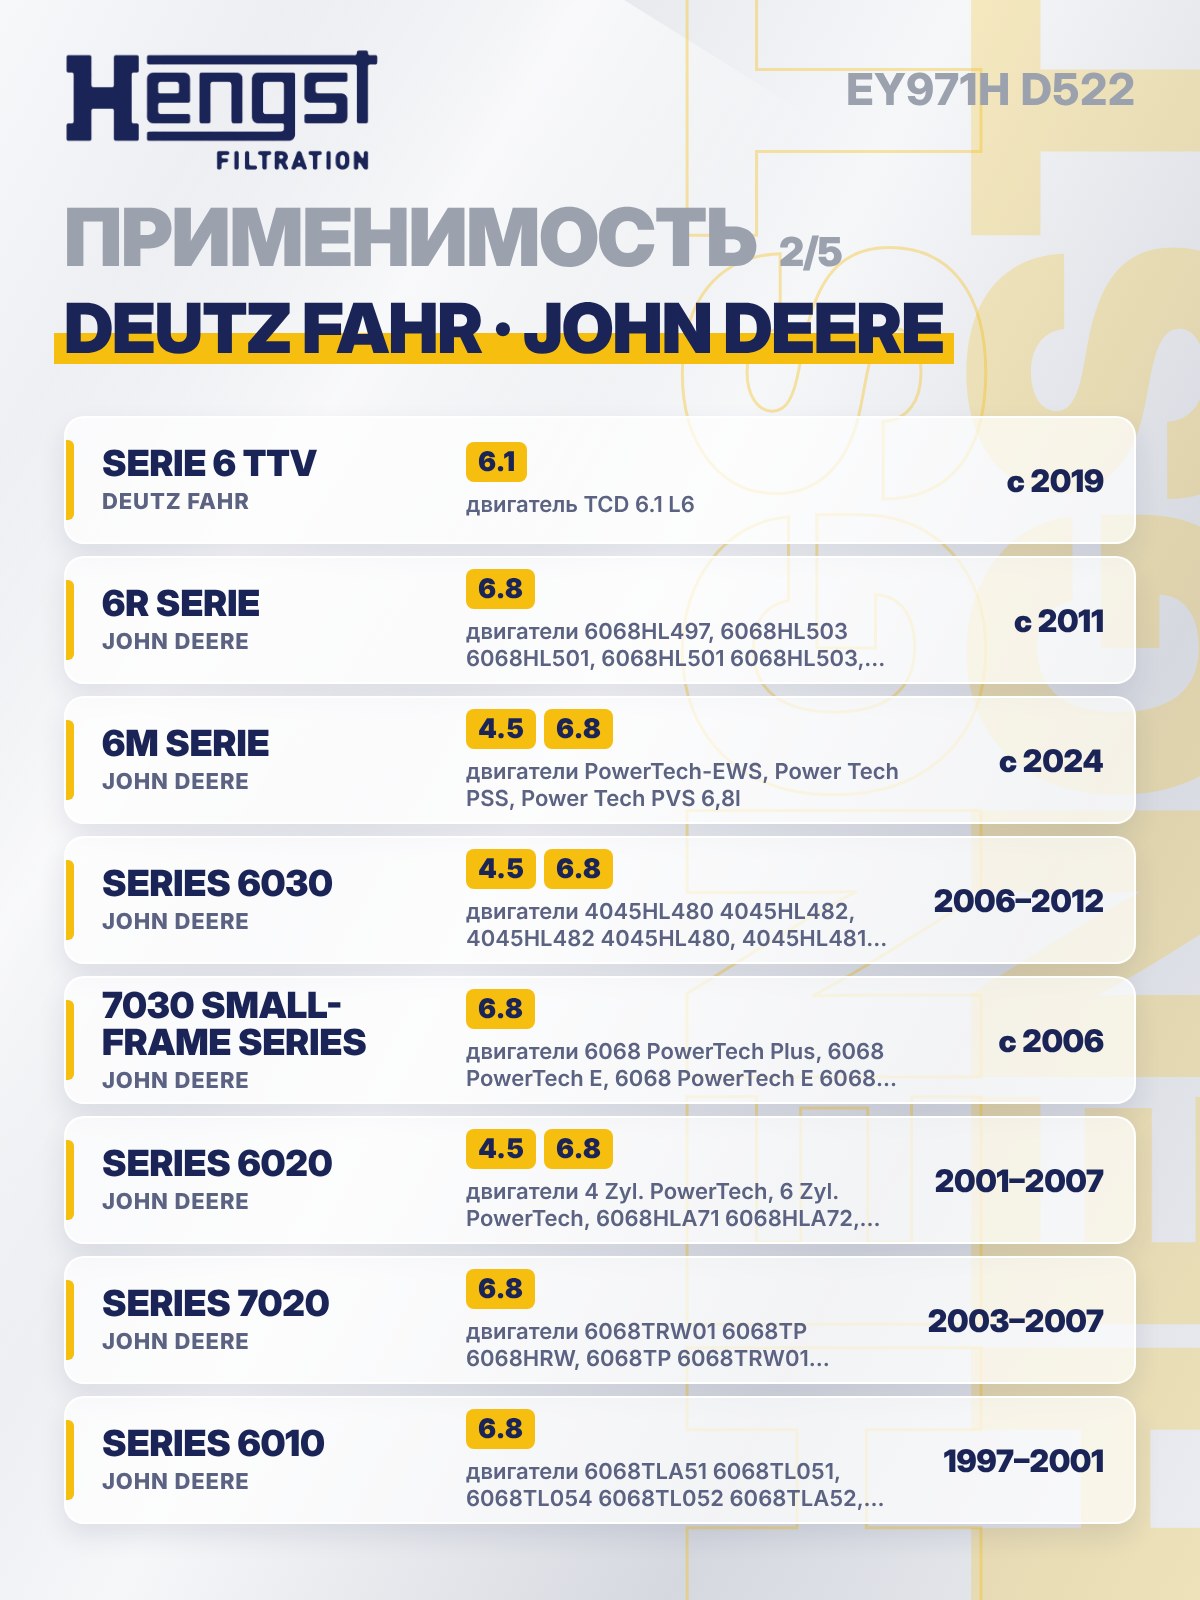 Hengst
FILTRATION
EY971H D522
ПРИМЕНИМОСТЬ 2/5
DEUTZ FAHR · JOHN DEERE
SERIE 6 TTV
DEUTZ FAHR
6.1
двигатель TCD 6.1 L6
с 2019
6R SERIE
JOHN DEERE
6.8
двигатели 6068HL497, 6068HL503
6068HL501, 6068HL501 6068HL503,...
с 2011
6M SERIE
JOHN DEERE
4.5 6.8
двигатели PowerTech-EWS, Power Tech
PSS, Power Tech PVS 6,8l
с 2024
SERIES 6030
JOHN DEERE
4.5 6.8
двигатели 4045HL480 4045HL482,
4045HL482 4045HL480, 4045HL481...
2006–2012
7030 SMALL-
FRAME SERIES
JOHN DEERE
6.8
двигатели 6068 PowerTech Plus, 6068
PowerTech E, 6068 PowerTech E 6068...
с 2006
SERIES 6020
JOHN DEERE
4.5 6.8
двигатели 4 Zyl. PowerTech, 6 Zyl.
PowerTech, 6068HLA71 6068HLA72,...
2001–2007
SERIES 7020
JOHN DEERE
6.8
двигатели 6068TRW01 6068TP
6068HRW, 6068TP 6068TRW01...
2003–2007
SERIES 6010
JOHN DEERE
6.8
двигатели 6068TLA51 6068TL051,
6068TL054 6068TL052 6068TLA52,...
1997–2001
HENGST